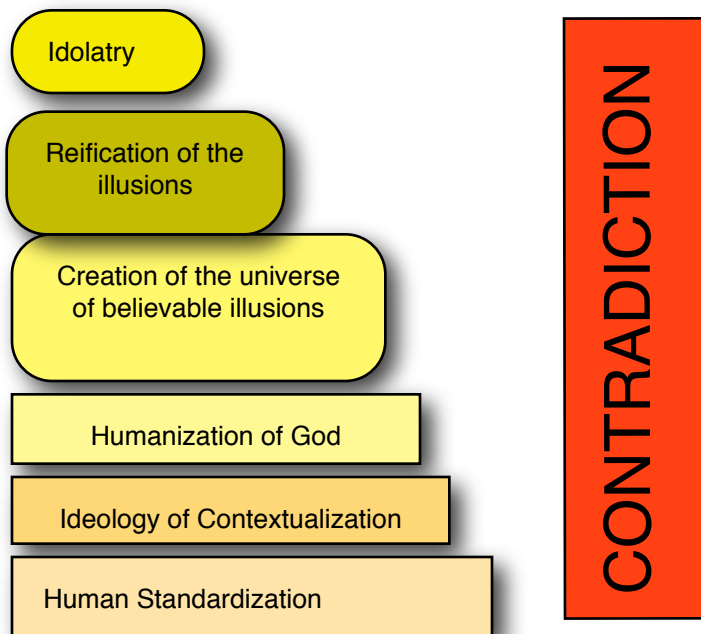 Idolatry
Reification of the
illusions
Creation of the universe
of believable illusions
Humanization of God
Ideology of Contextualization
Human Standardization
CONTRADICTION